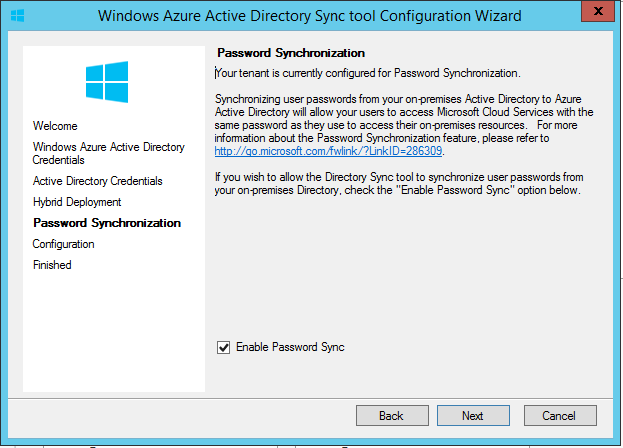 Windows Azure Active Directory Sync tool Configuration Wizard
x
Welcome
Windows Azure Active Directory
Credentials
Active Directory Credentials
Hybrid Deployment
Password Synchronization
Configuration
Finished
Password Synchronization
Your tenant is currently configured for Password Synchronization.
Synchronizing user passwords from your on-premises Active Directory to Azure
Active Directory will allow your users to access Microsoft Cloud Services with the
same password as they use to access their on-premises resources. For more
information about the Password Synchronization feature, please refer to
http://go.microsoft.com/fwlink/?LinkID=286309.
If you wish to allow the Directory Sync tool to synchronize user passwords from
your on-premises Directory, check the "Enable Password Sync" option below.
Enable Password Sync
Back
Next
Cancel